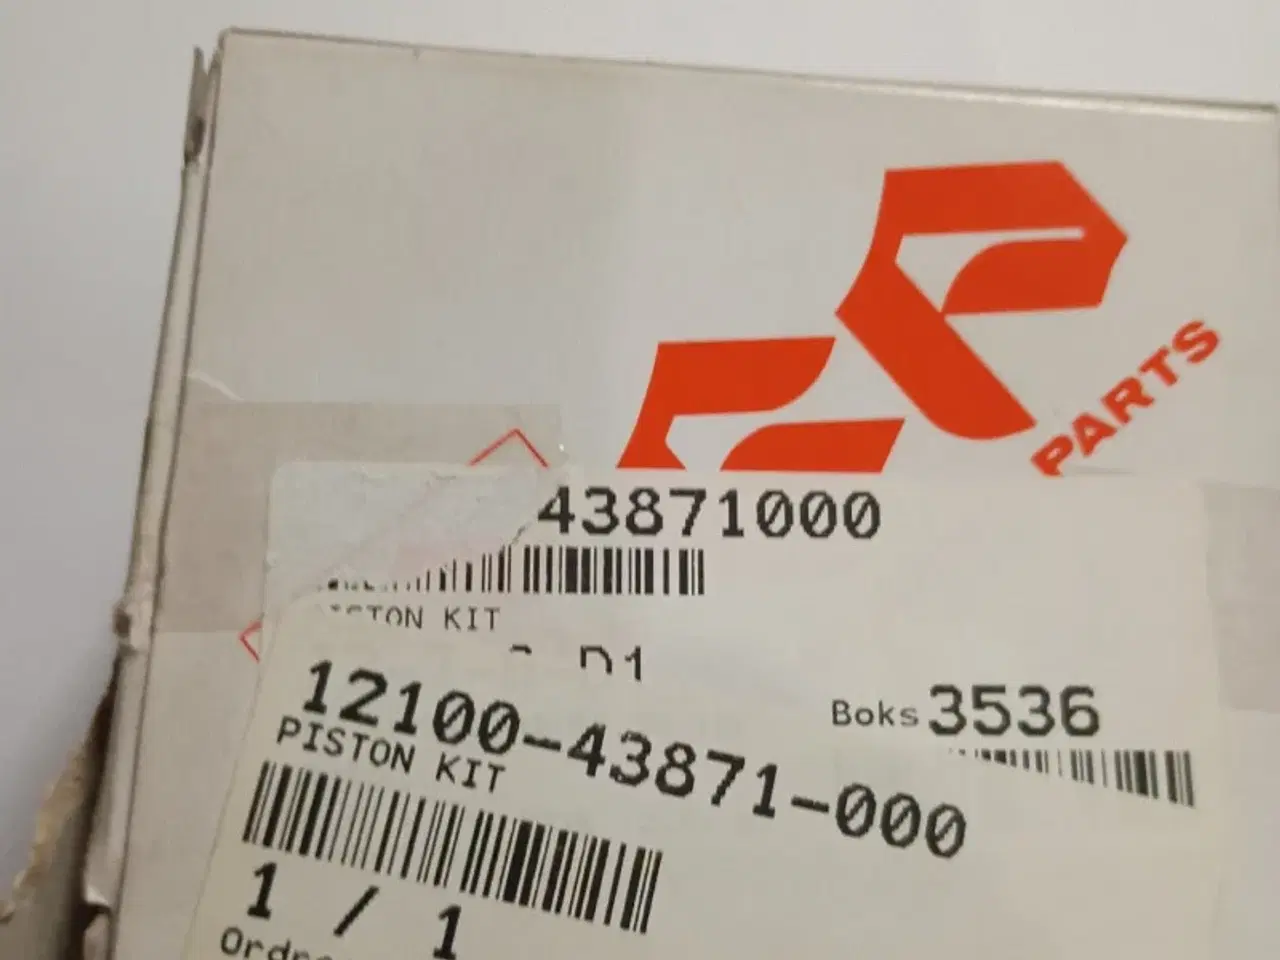 PARTS
43871000
PISTON KIT
Boks 3536
12100-43871-000
PISTON KIT
1 / 1